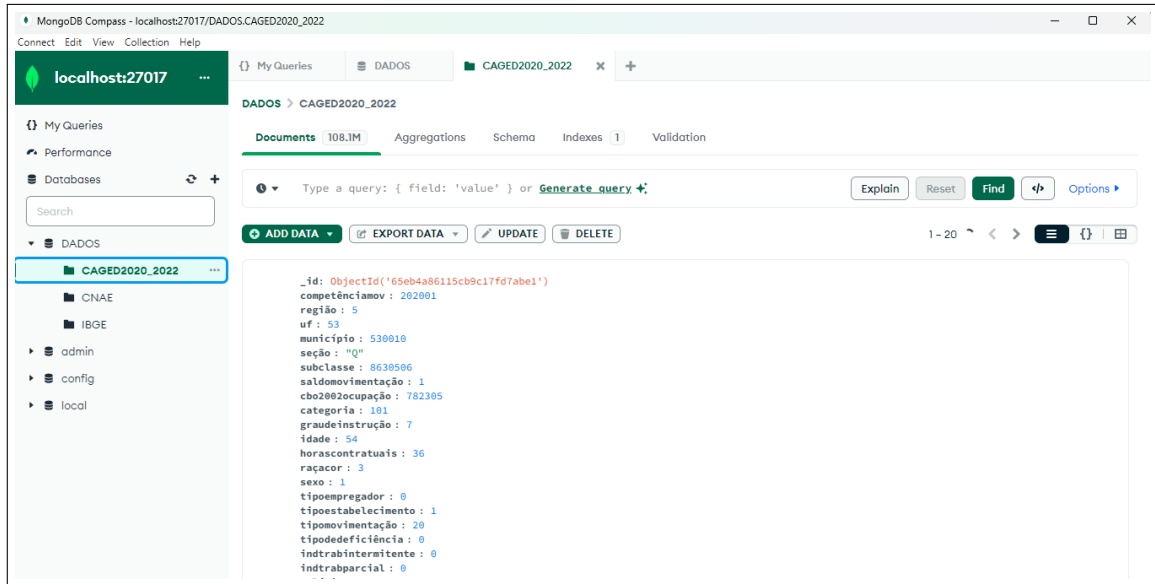 MongoDB Compass - localhost:27017/DADOS.CAGED2020_2022
Connect Edit View Collection Help
localhost:27017 ...
{} My Queries
Performance
Databases
Search
DADOS
CAGED2020_2022 ...
CNAE
IBGE
admin
config
local
{} My Queries DADOS CAGED2020_2022
DADOS > CAGED2020_2022
Documents 108.1M Aggregations Schema Indexes 1 Validation
Type a query: { field: 'value' } or Generate query
Explain Reset Find </> Options
ADD DATA EXPORT DATA UPDATE DELETE
1 – 20 {}
_id: ObjectId('65eb4a86115cb9c17fd7abe1')
competênciamov : 202001
região : 5
uf : 53
município : 530010
seção : "Q"
subclasse : 8630506
saldomovimentação : 1
cbo2002ocupação : 782305
categoria : 101
graudeinstrução : 7
idade : 54
horascontratuais : 36
raçacor : 3
sexo : 1
tipoempregador : 0
tipoestabelecimento : 1
tipomovimentação : 20
tipodedeficiência : 0
indtrabintermitente : 0
indtrabparcial : 0